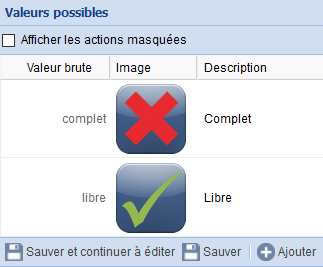 Valeurs possibles
Afficher les actions masquées
Valeur brute Image Description
complet Complet
libre Libre
Sauver et continuer à éditer Sauver Ajouter